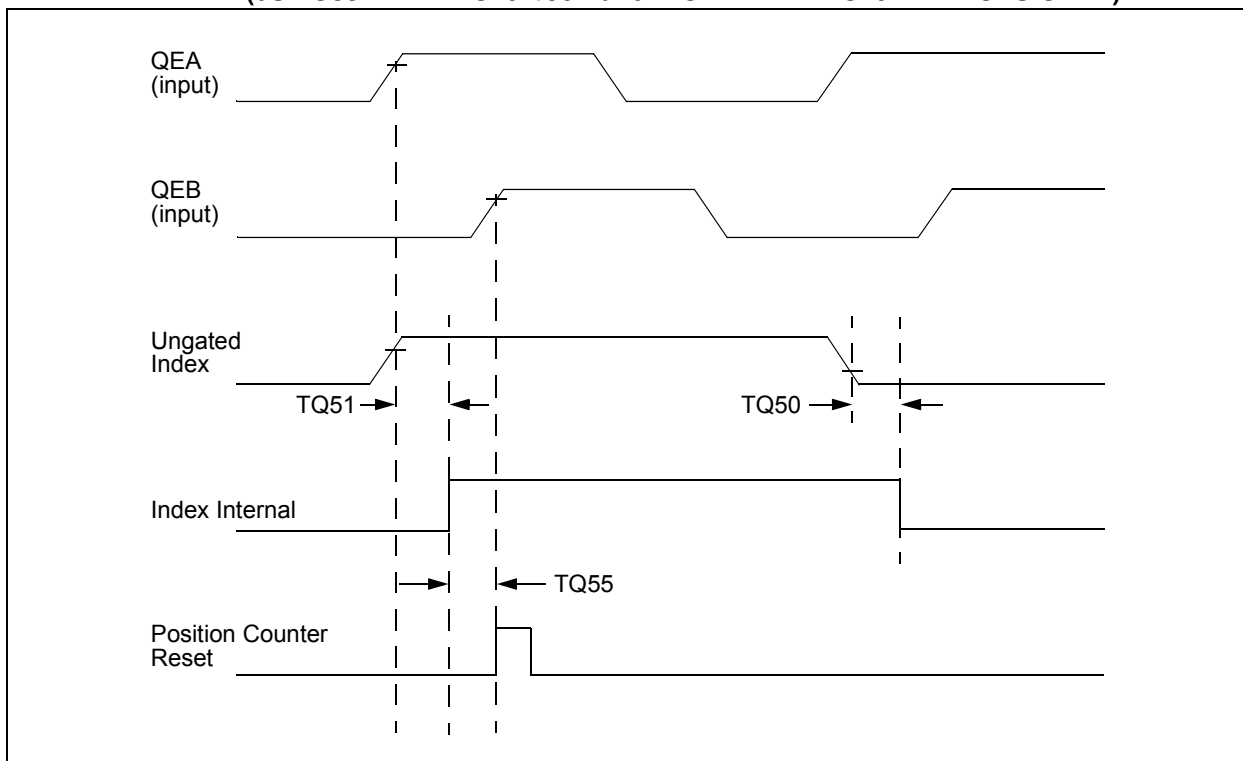 QEA
(input)
QEB
(input)
Ungated
Index
TQ51
TQ50
Index Internal
TQ55
Position Counter
Reset